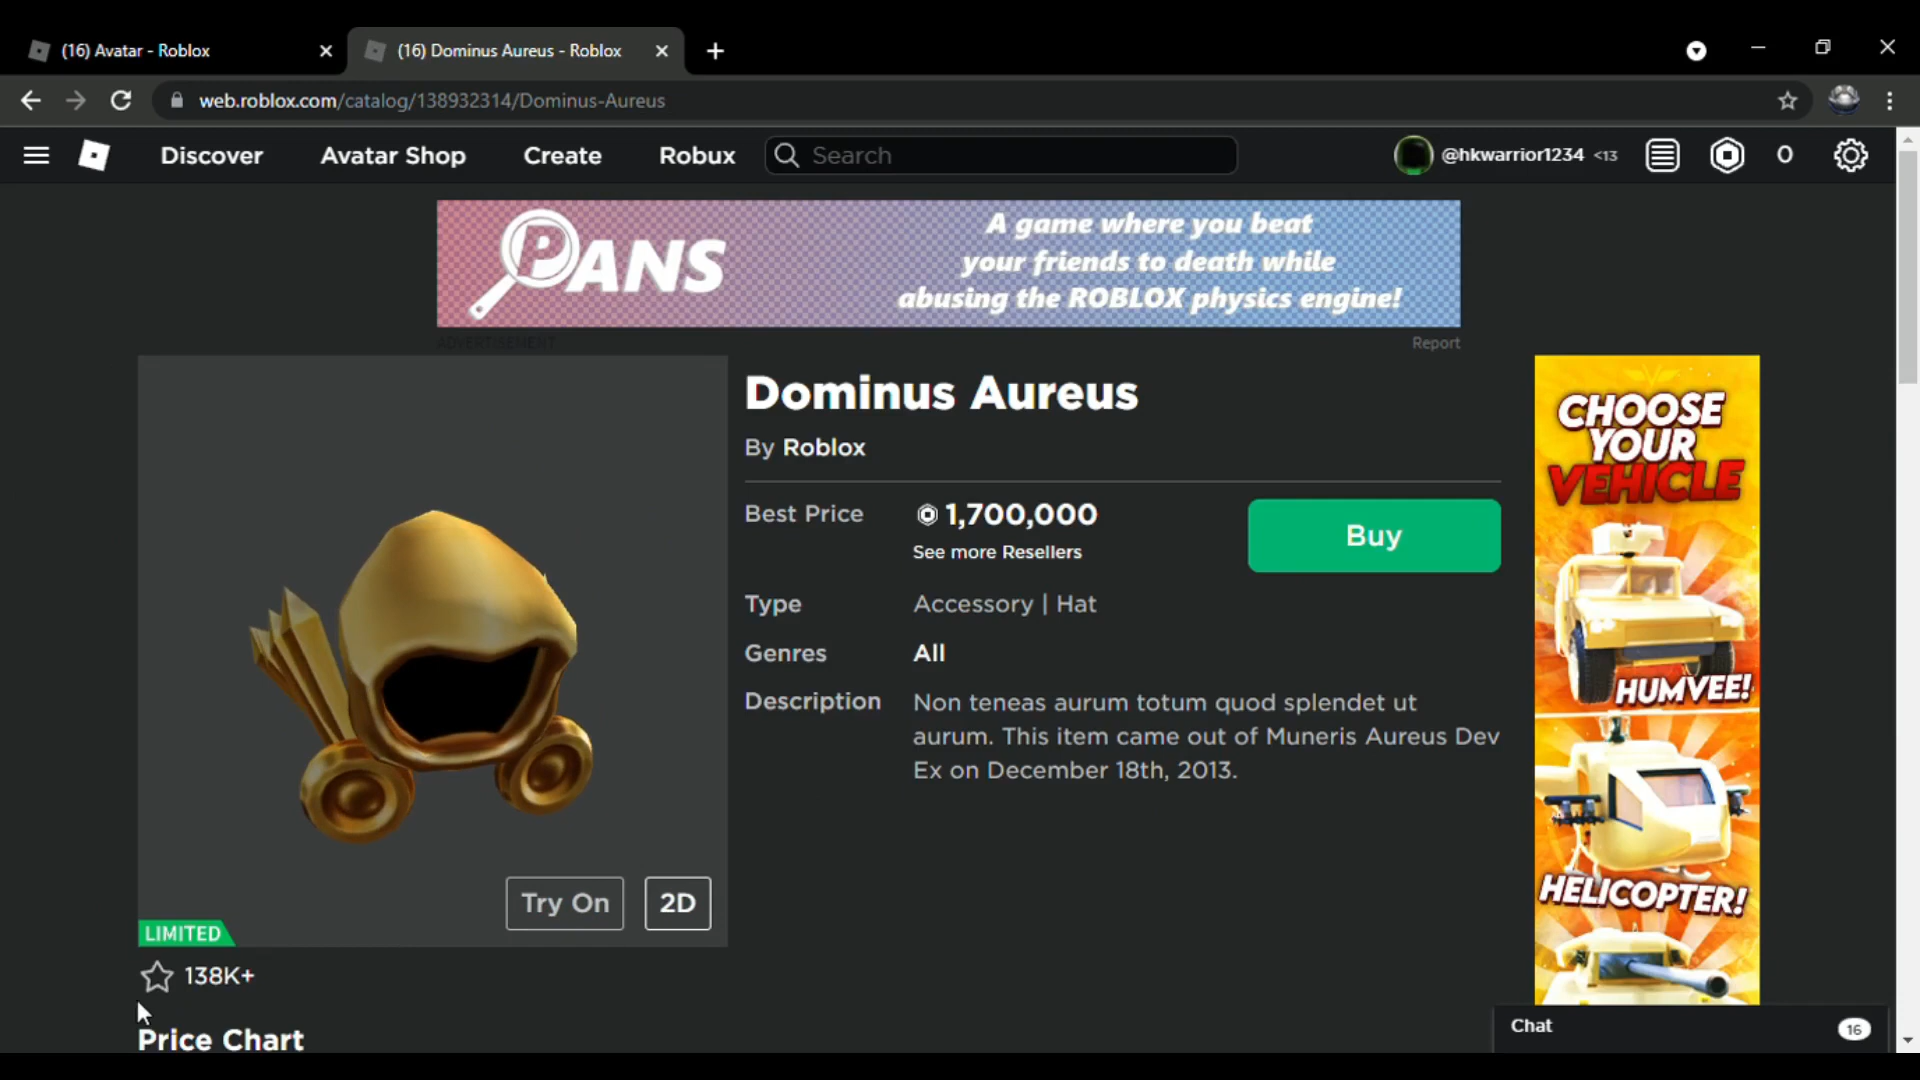 (16) Avatar - Roblox
(16) Dominus Aureus - Roblox
web.roblox.com/catalog/138932314/Dominus-Aureus
Discover
Avatar Shop
Create
Robux
Search
@hkwarrior1234 <13
0
PANS
A game where you beat
your friends to death while
abusing the ROBLOX physics engine!
ADVERTISEMENT
Report
Dominus Aureus
By Roblox
Best Price
1,700,000
See more Resellers
Buy
Type
Accessory | Hat
Genres
All
Description
Non teneas aurum totum quod splendet ut
aurum. This item came out of Muneris Aureus Dev
Ex on December 18th, 2013.
Try On
2D
LIMITED
138K+
Price Chart
CHOOSE
YOUR
VEHICLE
HUMVEE!
HELICOPTER!
Chat
16